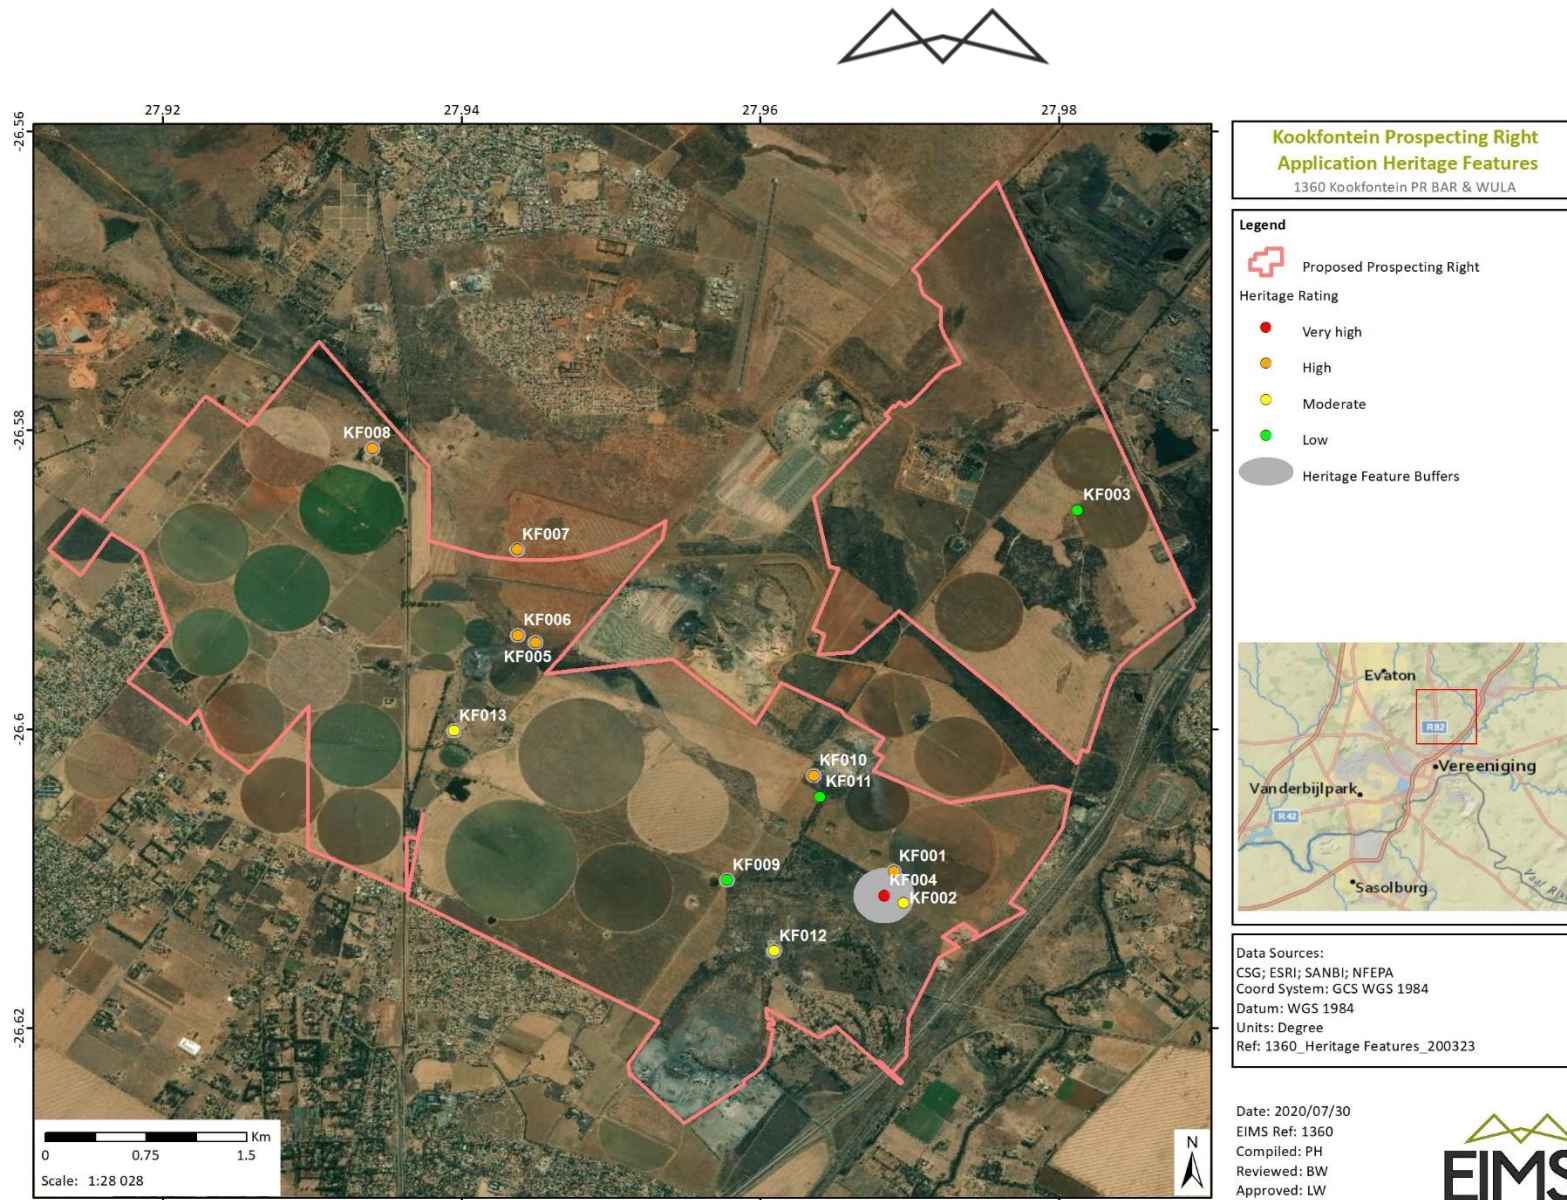 27.92 27.94 27.96 27.98
-26.56
-26.58
-26.6
-26.62
KF008
KF003
KF007
KF006
KF005
KF013
KF010
KF011
KF001
KF009
KF004
KF002
KF012
Km
0 0.75 1.5
Scale: 1:28 028
N
Kookfontein Prospecting Right
Application Heritage Features
1360 Kookfontein PR BAR & WULA
Legend
Proposed Prospecting Right
Heritage Rating
Very high
High
Moderate
Low
Heritage Feature Buffers
Evaton
R82
Vereeniging
Vanderbijlpark
R42
Sasolburg
Data Sources:
CSG; ESRI; SANBI; NFEPA
Coord System: GCS WGS 1984
Datum: WGS 1984
Units: Degree
Ref: 1360_Heritage Features_200323
Date: 2020/07/30
EIMS Ref: 1360
Compiled: PH
Reviewed: BW
Approved: LW
EIMS